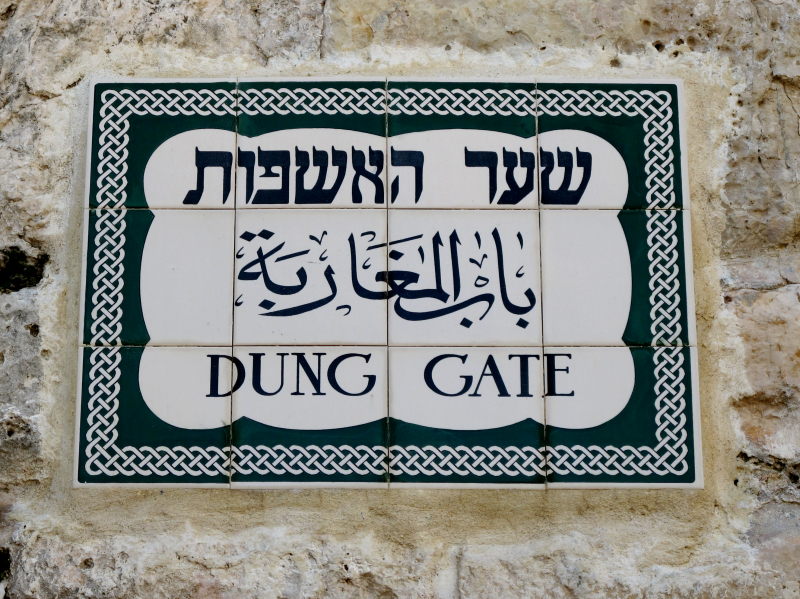 שער האשפות
باب المغاربة
DUNG GATE